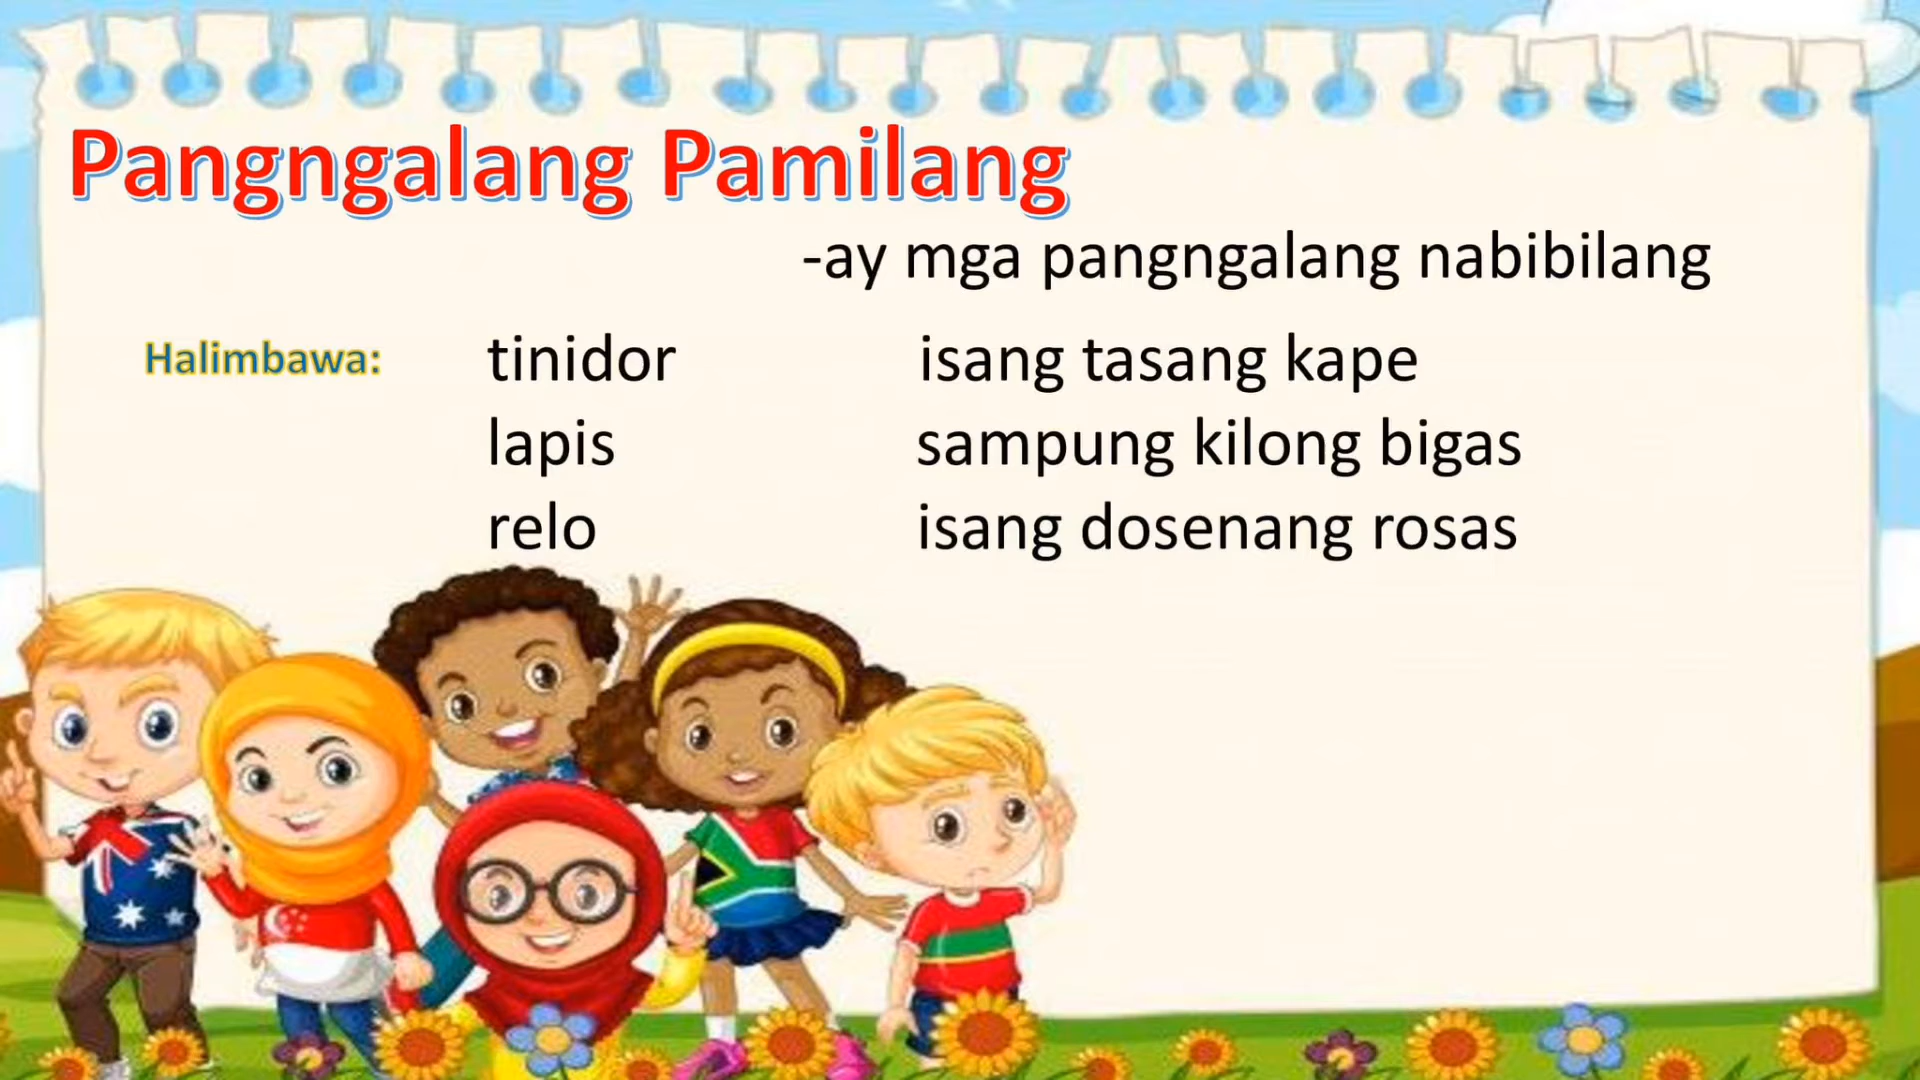 Pangngalang Pamilang
-ay mga pangngalang nabibilang
Halimbawa: tinidor isang tasang kape
lapis sampung kilong bigas
relo isang dosenang rosas